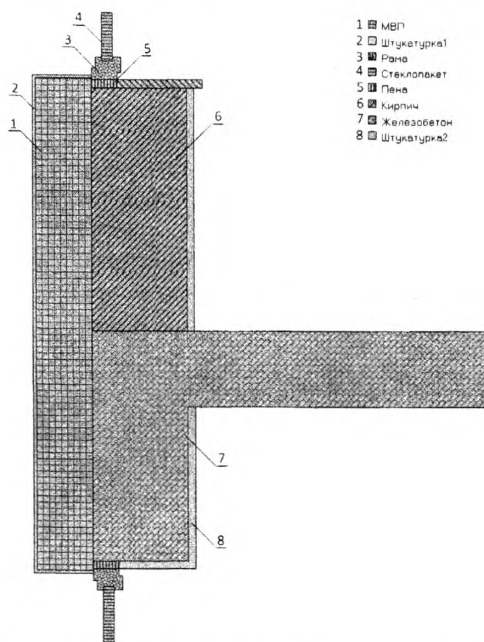 4
3
5
2
1
6
7
8
1 МВП
2 Штукатурка1
3 Рама
4 Стеклопакет
5 Пена
6 Кирпич
7 Железобетон
8 Штукатурка2